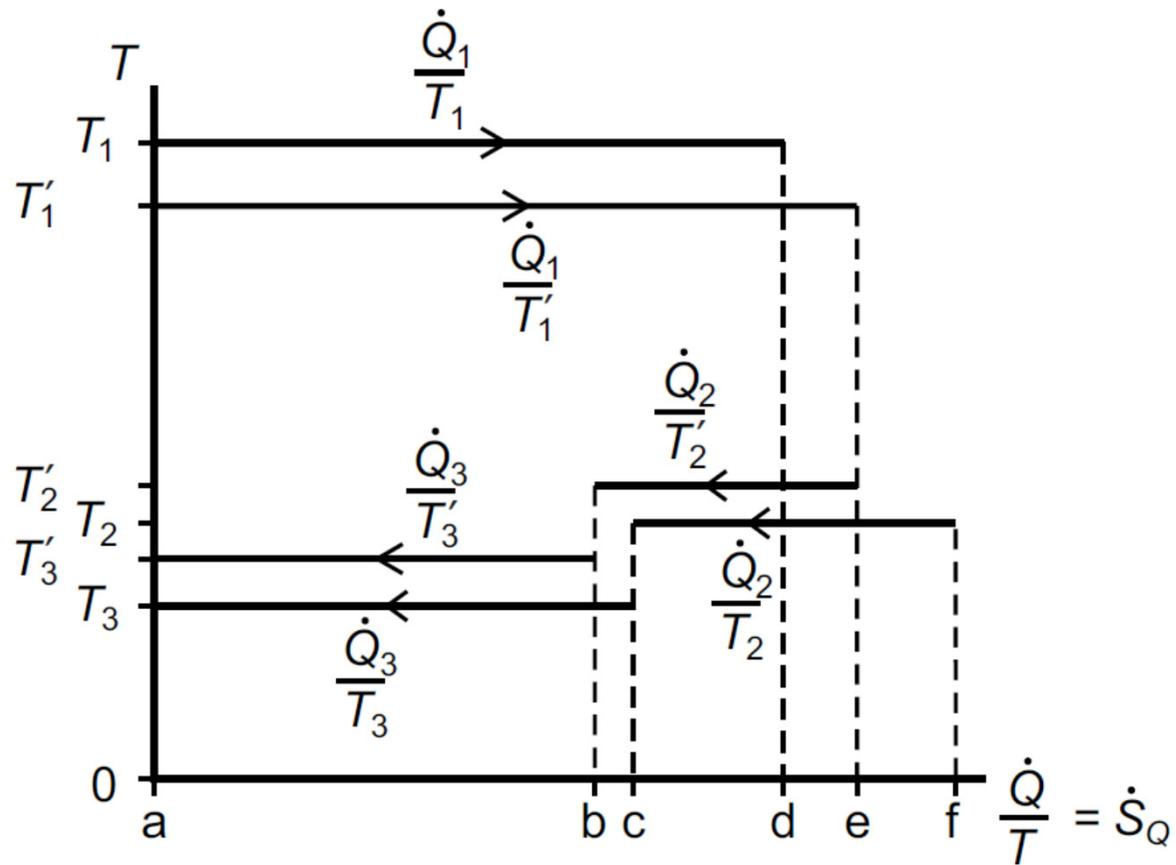 T
Q̇₁
T₁
T₁
T′₁
Q̇₁
T′₁
Q̇₂
T′₂
Q̇₃
T′₃
T′₂
T₂
T′₃
T₃
Q̇₂
T₂
Q̇₃
T₃
0
a b c d e f
Q̇/T = Ṡ_Q